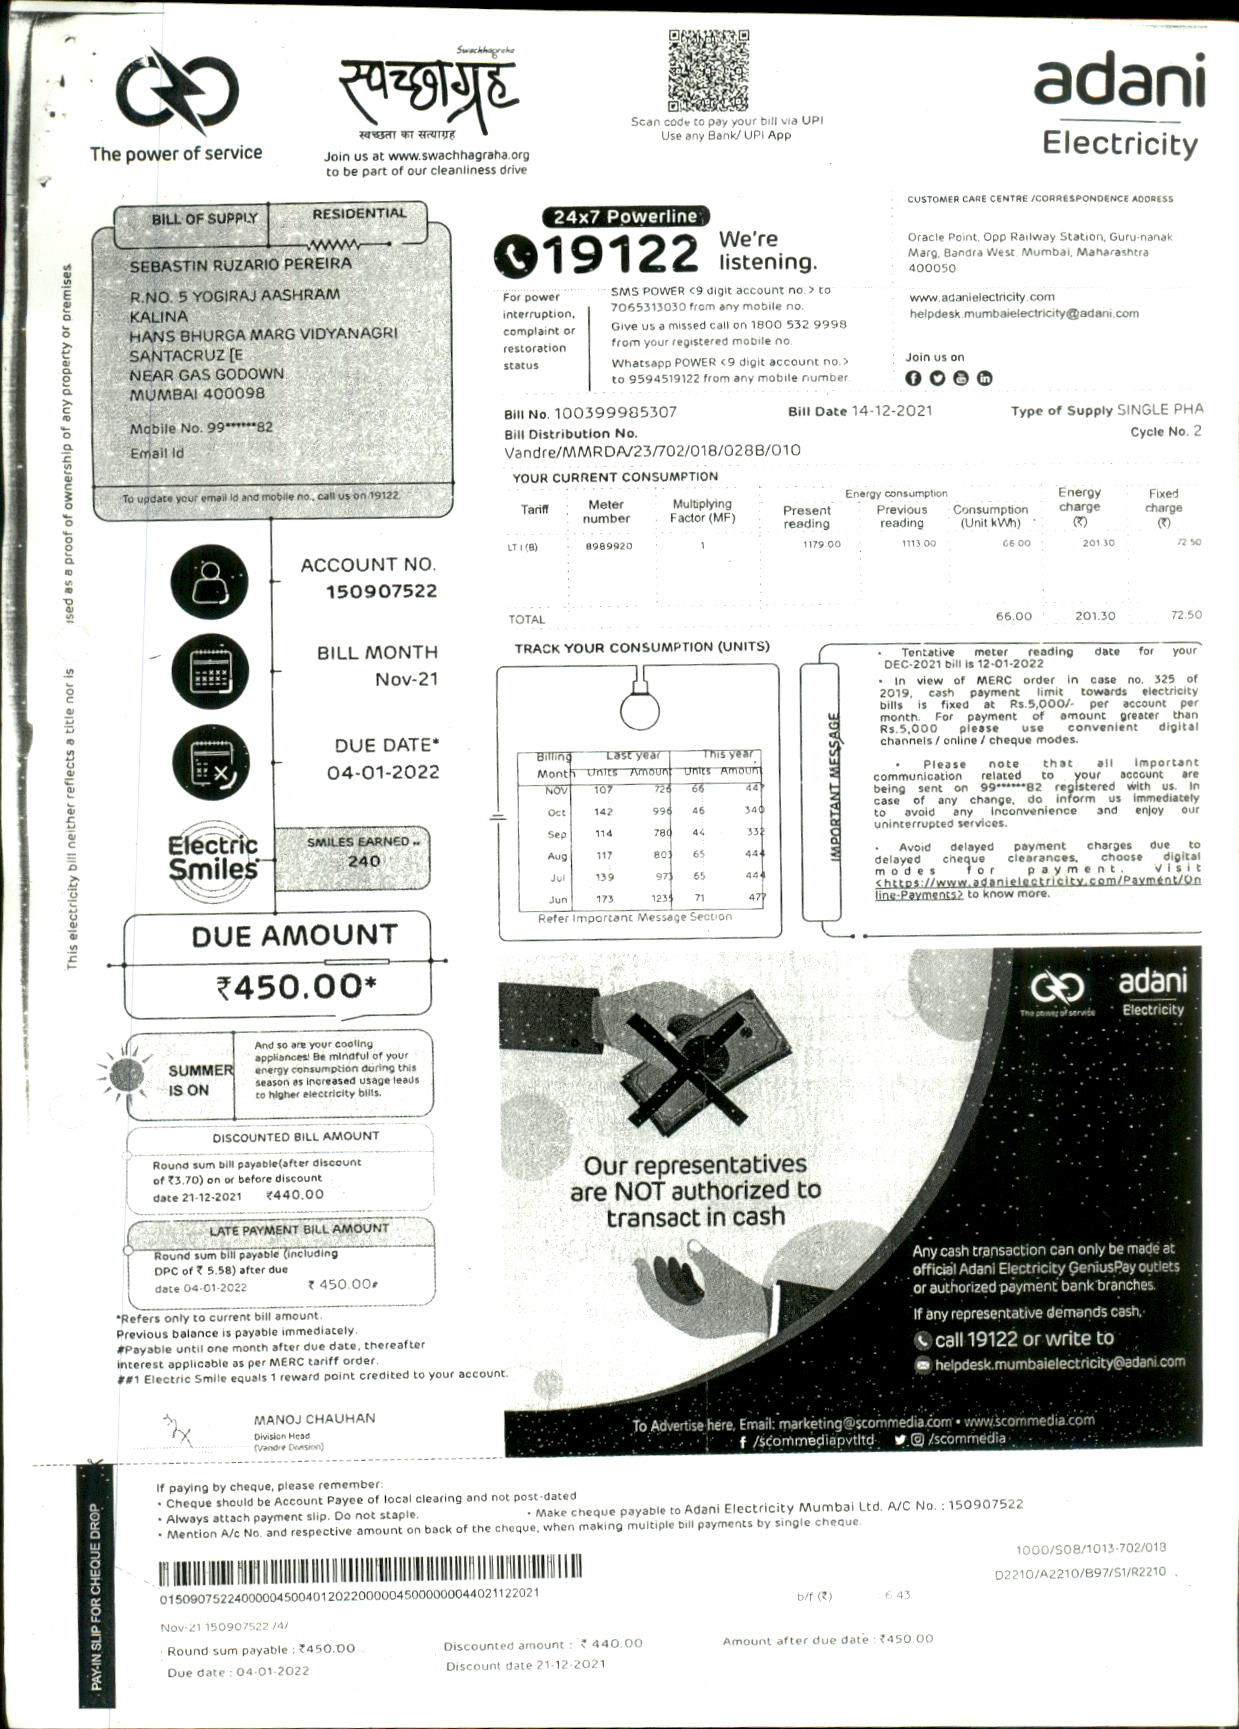 The power of service
Swachhagraha
स्वच्छाग्रह
स्वच्छता का सत्याग्रह
Join us at www.swachhagraha.org
to be part of our cleanliness drive
Scan code to pay your bill via UPI
Use any Bank/ UPI App
adani
Electricity
BILL OF SUPPLY RESIDENTIAL
SEBASTIN RUZARIO PEREIRA
R.NO. 5 YOGIRAJ AASHRAM
KALINA
HANS BHURGA MARG VIDYANAGRI
SANTACRUZ [E
NEAR GAS GODOWN
MUMBAI 400098
Mobile No. 99******82
Email Id
To update your email id and mobile no., call us on 19122
24x7 Powerline
19122 We're listening.
For power
interruption,
complaint or
restoration
status
SMS POWER <9 digit account no.> to
7065313030 from any mobile no.
Give us a missed call on 1800 532 9998
from your registered mobile no.
Whatsapp POWER <9 digit account no.>
to 9594519122 from any mobile number.
CUSTOMER CARE CENTRE /CORRESPONDENCE ADDRESS
Oracle Point, Opp Railway Station, Guru-nanak
Marg, Bandra West, Mumbai, Maharashtra
400050
www.adanielectricity.com
helpdesk.mumbaielectricity@adani.com
Join us on
Bill No. 100399985307 Bill Date 14-12-2021 Type of Supply SINGLE PHA
Bill Distribution No. Cycle No. 2
Vandre/MMRDA/23/702/018/028B/010
YOUR CURRENT CONSUMPTION
Energy consumption
Tariff Meter number Multiplying Factor (MF) Present reading Previous reading Consumption (Unit kWh) Energy charge (₹) Fixed charge (₹)
LT I (B) 8989920 1 1179.00 1113.00 66.00 201.30 72.50
TOTAL 66.00 201.30 72.50
This electricity bill neither reflects a title nor is
sed as a proof of ownership of any property or premises.
ACCOUNT NO.
150907522
BILL MONTH
Nov-21
DUE DATE*
04-01-2022
Electric
Smiles
SMILES EARNED
240
DUE AMOUNT
₹450.00*
SUMMER
IS ON
And so are your cooling
appliances! Be mindful of your
energy consumption during this
season as increased usage leads
to higher electricity bills.
DISCOUNTED BILL AMOUNT
Round sum bill payable(after discount
of ₹3.70) on or before discount
date 21-12-2021 ₹440.00
LATE PAYMENT BILL AMOUNT
Round sum bill payable (including
DPC of ₹ 5.58) after due
date 04-01-2022 ₹ 450.00#
*Refers only to current bill amount.
Previous balance is payable immediately.
#Payable until one month after due date, thereafter
interest applicable as per MERC tariff order.
##1 Electric Smile equals 1 reward point credited to your account.
MANOJ CHAUHAN
Division Head
(Vandre Division)
TRACK YOUR CONSUMPTION (UNITS)
Billing Last year This year
Month Units Amount Units Amount
NOV 107 726 66 447
Oct 142 996 46 340
Sep 114 780 44 332
Aug 117 803 65 444
Jul 139 973 65 444
Jun 173 1235 71 477
Refer Important Message Section
IMPORTANT MESSAGE
• Tentative meter reading date for your
DEC-2021 bill is 12-01-2022
• In view of MERC order in case no. 325 of
2019, cash payment limit towards electricity
bills is fixed at Rs.5,000/- per account per
month. For payment of amount greater than
Rs.5,000 please use convenient digital
channels / online / cheque modes.
• Please note that all important
communication related to your account are
being sent on 99******82 registered with us. In
case of any change, do inform us immediately
to avoid any inconvenience and enjoy our
uninterrupted services.
• Avoid delayed payment charges due to
delayed cheque clearances, choose digital
modes for payment. Visit
<https://www.adanielectricity.com/Payment/On
line-Payments> to know more.
The power of service
adani
Electricity
Our representatives
are NOT authorized to
transact in cash
Any cash transaction can only be made at
official Adani Electricity GeniusPay outlets
or authorized payment bank branches.
If any representative demands cash,
call 19122 or write to
helpdesk.mumbaielectricity@adani.com
To Advertise here, Email: marketing@scommedia.com • www.scommedia.com
/scommediapvtltd /scommedia
PAY-IN SLIP FOR CHEQUE DROP
If paying by cheque, please remember:
• Cheque should be Account Payee of local clearing and not post-dated
• Always attach payment slip. Do not staple. • Make cheque payable to Adani Electricity Mumbai Ltd. A/C No. : 150907522
• Mention A/c No. and respective amount on back of the cheque, when making multiple bill payments by single cheque.
1000/S08/1013-702/018
D2210/A2210/B97/S1/R2210
b/f (₹) 6.43
Nov-21 150907522 /4/
Round sum payable : ₹450.00 Discounted amount : ₹ 440.00 Amount after due date : ₹450.00
Due date : 04-01-2022 Discount date 21-12-2021